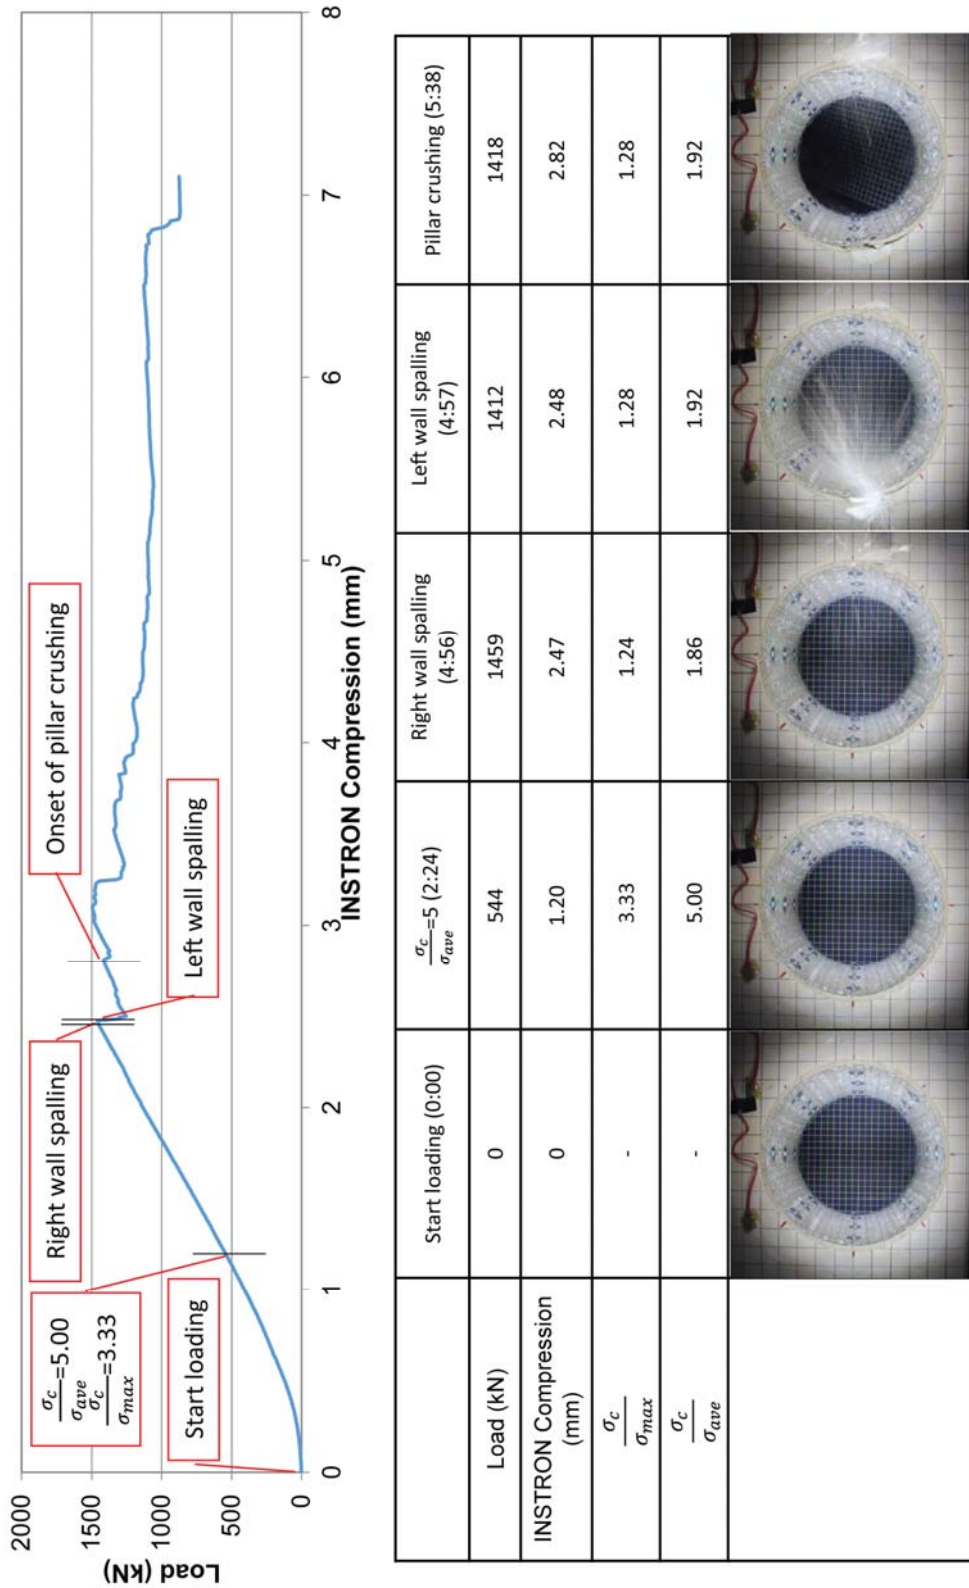 2000
1500
1000
500
0
Load (kN)
0
1
2
3
4
5
6
7
8
INSTRON Compression (mm)
σc/σave=5.00
σc/σmax=3.33
Start loading
Right wall spalling
Left wall spalling
Onset of pillar crushing
Start loading (0:00)
σc/σave=5 (2:24)
Right wall spalling
(4:56)
Left wall spalling
(4:57)
Pillar crushing (5:38)
Load (kN) 0 544 1459 1412 1418
INSTRON Compression
(mm) 0 1.20 2.47 2.48 2.82
σc/σmax - 3.33 1.24 1.28 1.28
σc/σave - 5.00 1.86 1.92 1.92